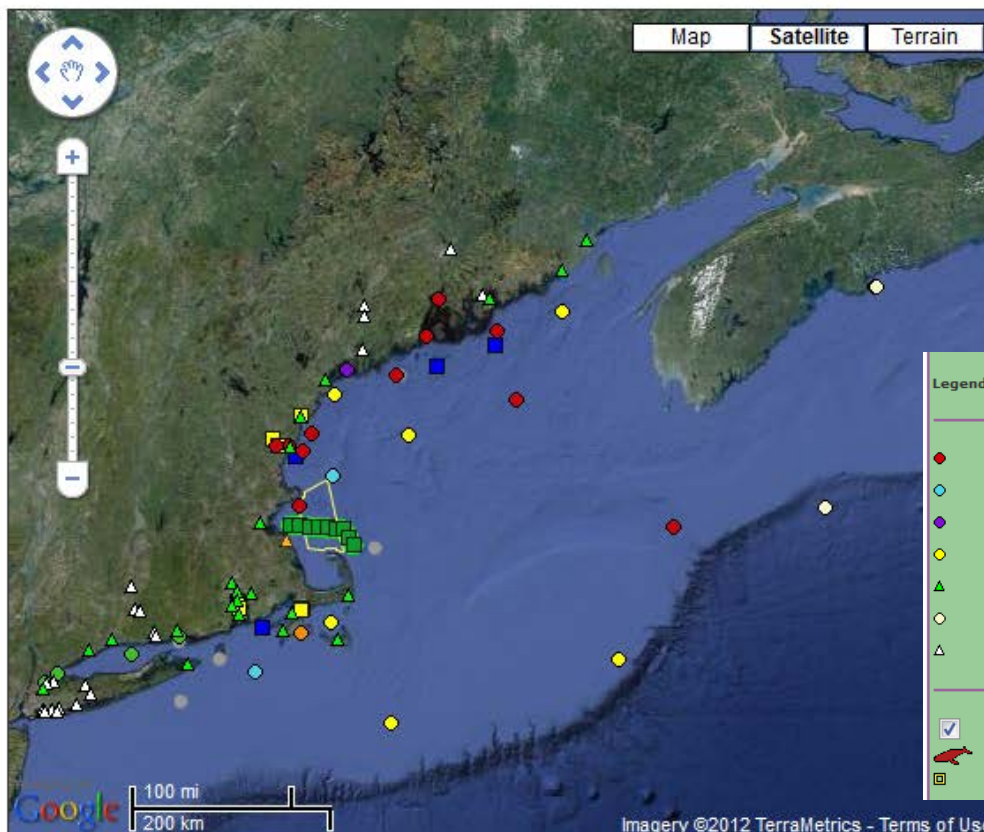 Map Satellite Terrain
Legend
100 mi
200 km
Google
Imagery ©2012 TerraMetrics - Terms of Use